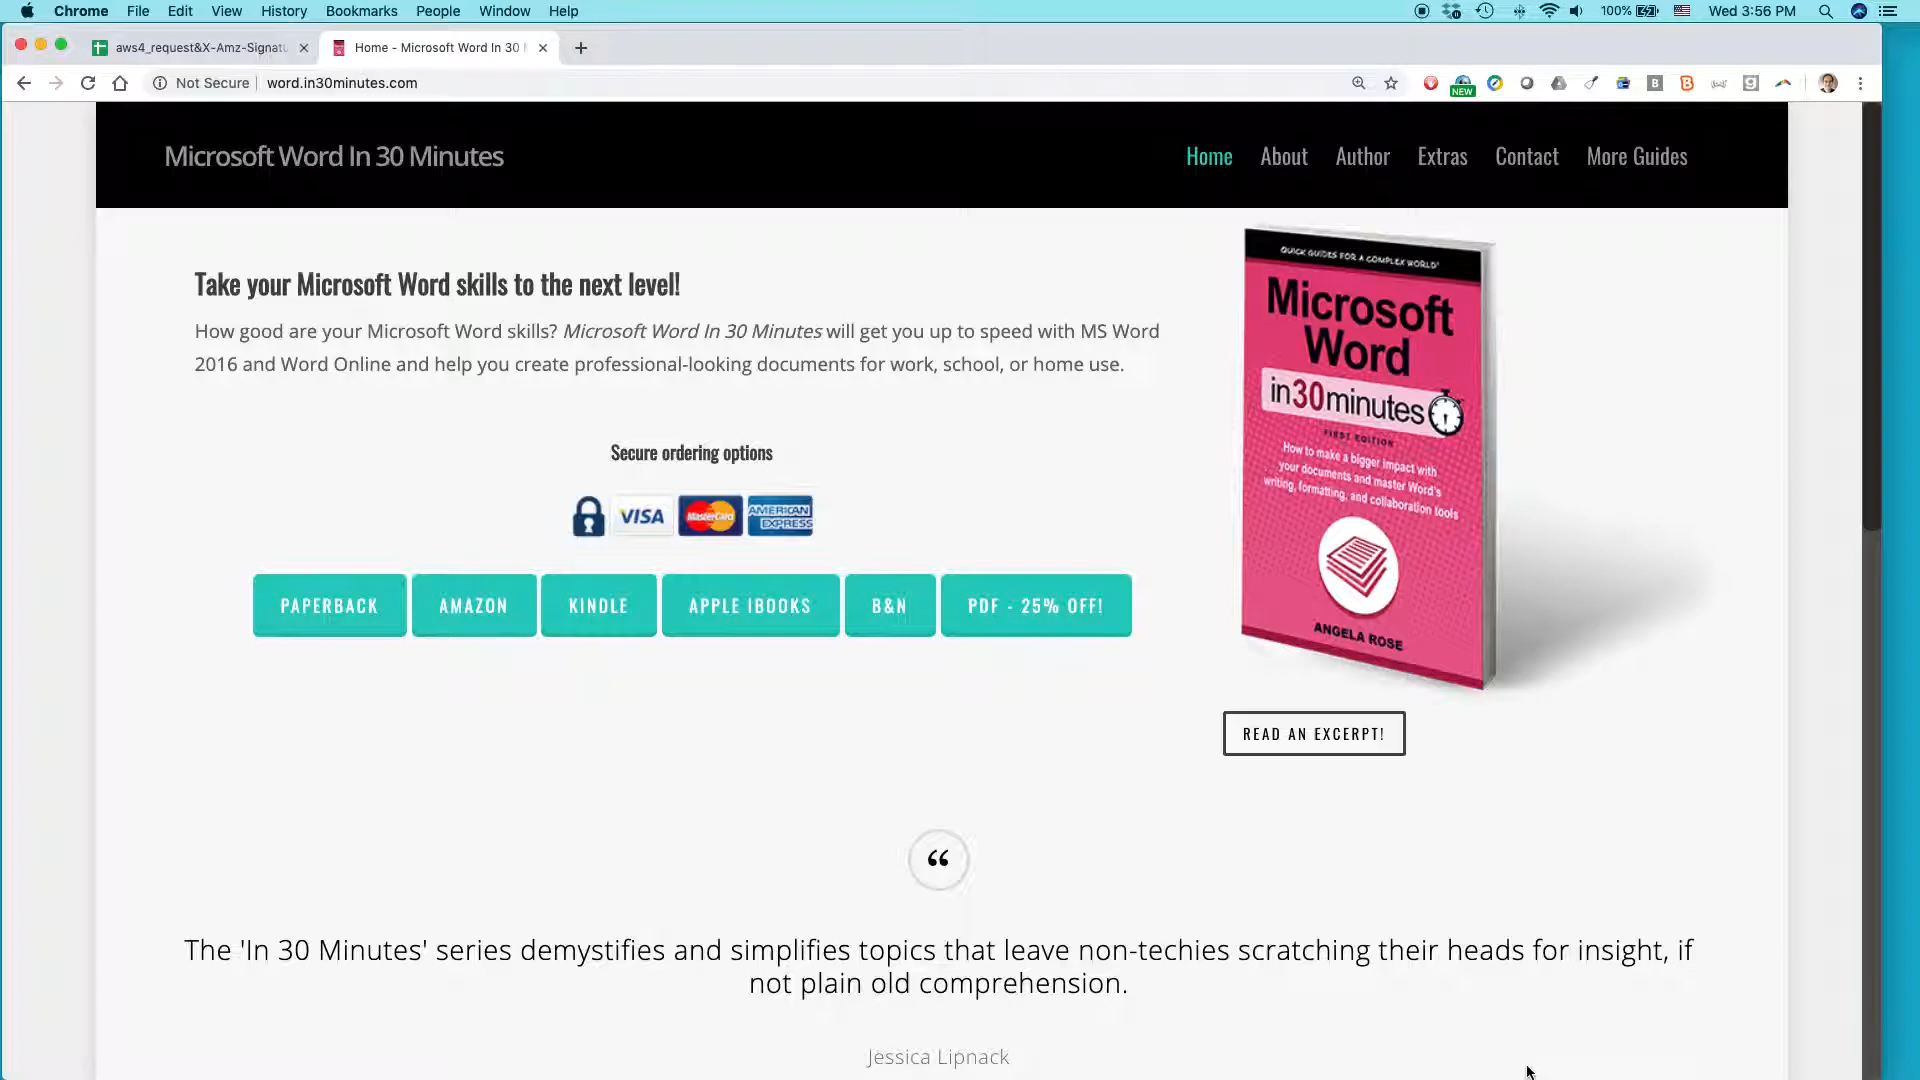 Chrome File Edit View History Bookmarks People Window Help
100% Wed 3:56 PM
aws4_request&X-Amz-Signatu
Home - Microsoft Word In 30
Not Secure word.in30minutes.com
NEW
Microsoft Word In 30 Minutes
Home About Author Extras Contact More Guides
Take your Microsoft Word skills to the next level!
How good are your Microsoft Word skills? Microsoft Word In 30 Minutes will get you up to speed with MS Word
2016 and Word Online and help you create professional-looking documents for work, school, or home use.
Secure ordering options
VISA MasterCard AMERICAN EXPRESS
PAPERBACK AMAZON KINDLE APPLE IBOOKS B&N PDF - 25% OFF!
QUICK GUIDES FOR A COMPLEX WORLD®
Microsoft
Word
in30minutes
FIRST EDITION
How to make a bigger impact with
your documents and master Word's
writing, formatting, and collaboration tools
ANGELA ROSE
READ AN EXCERPT!
“
The 'In 30 Minutes' series demystifies and simplifies topics that leave non-techies scratching their heads for insight, if
not plain old comprehension.
Jessica Lipnack